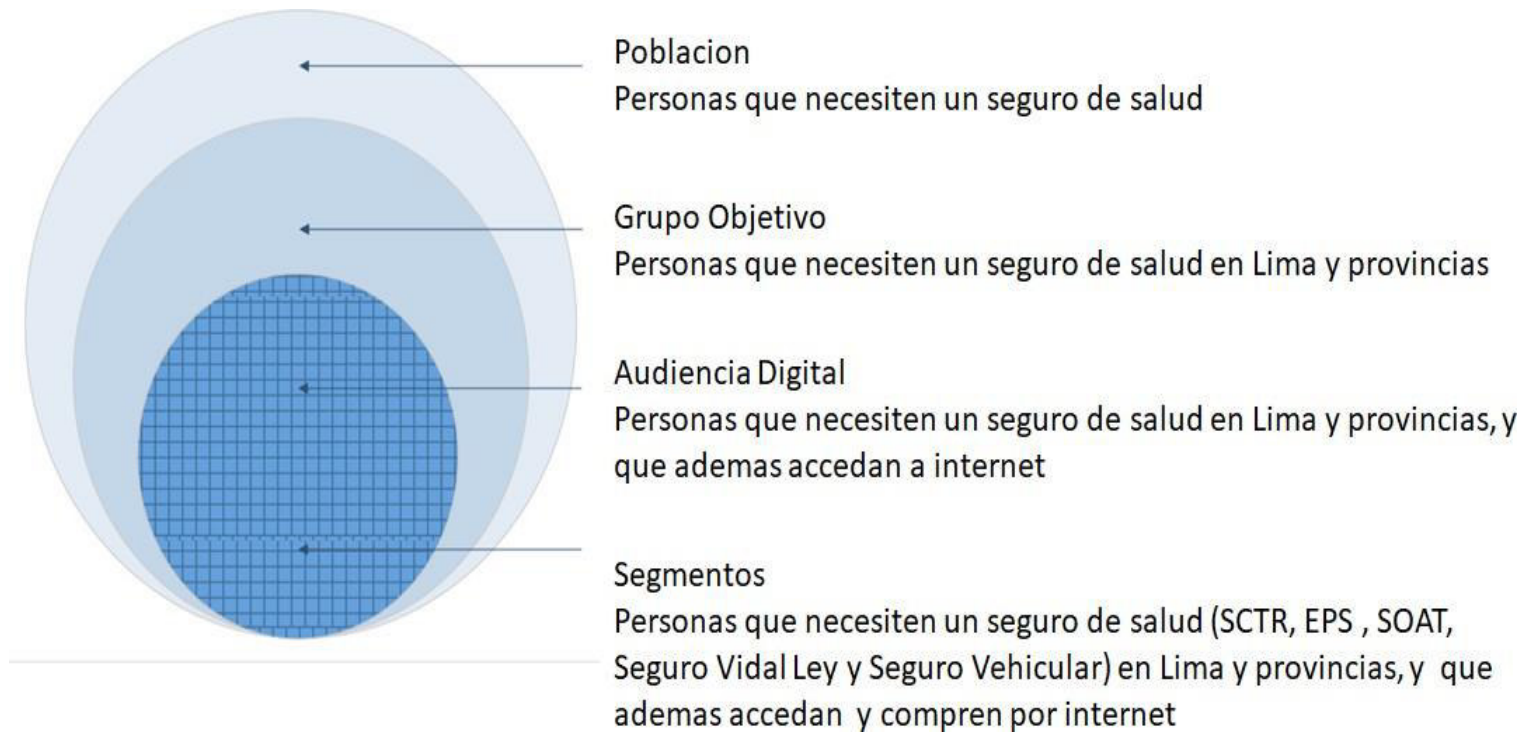 Poblacion
Personas que necesiten un seguro de salud
Grupo Objetivo
Personas que necesiten un seguro de salud en Lima y provincias
Audiencia Digital
Personas que necesiten un seguro de salud en Lima y provincias, y
que ademas accedan a internet
Segmentos
Personas que necesiten un seguro de salud (SCTR, EPS , SOAT,
Seguro Vidal Ley y Seguro Vehicular) en Lima y provincias, y que
ademas accedan y compren por internet